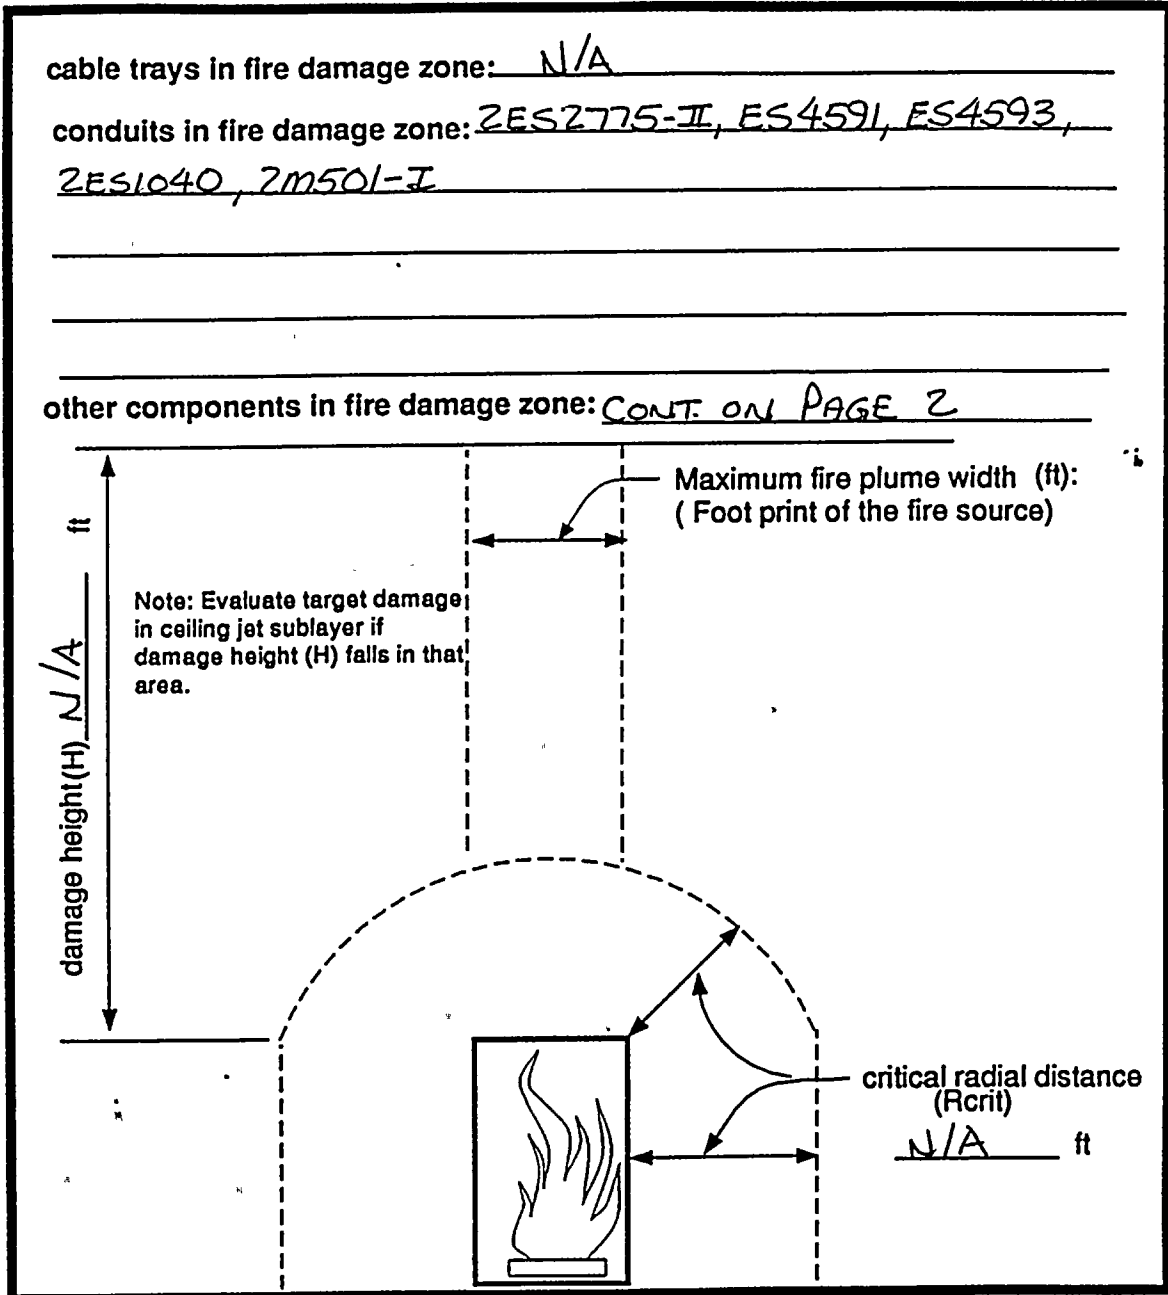 cable trays in fire damage zone: N/A
conduits in fire damage zone: 2ES2775-II, ES4591, ES4593,
2ES1040, 2M501-I
other components in fire damage zone: CONT. ON PAGE 2
Maximum fire plume width (ft):
( Foot print of the fire source)
damage height(H) N/A ft
Note: Evaluate target damage
in ceiling jet sublayer if
damage height (H) falls in that
area.
critical radial distance
(Rcrit)
N/A ft